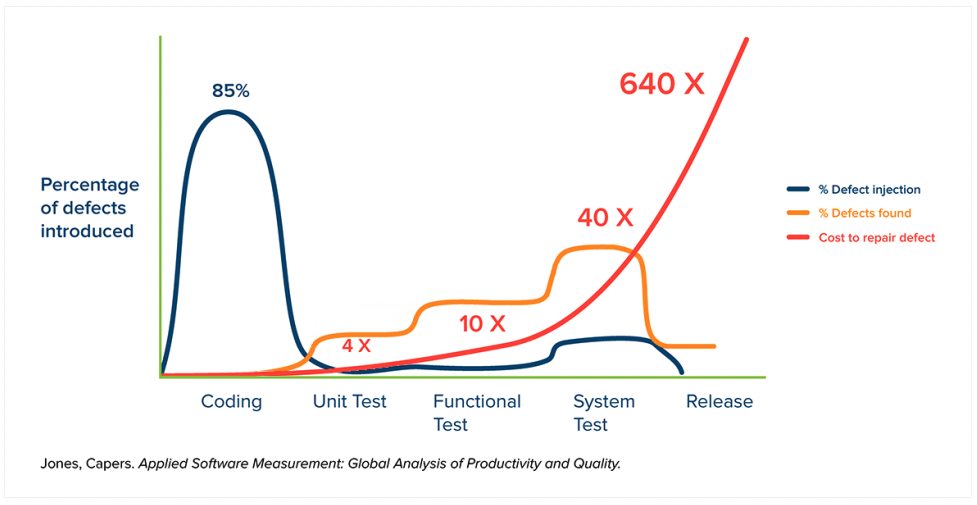 85%
640 X
Percentage
of defects
introduced
% Defect injection
% Defects found
Cost to repair defect
40 X
10 X
4 X
Coding
Unit Test
Functional
Test
System
Test
Release
Jones, Capers. Applied Software Measurement: Global Analysis of Productivity and Quality.